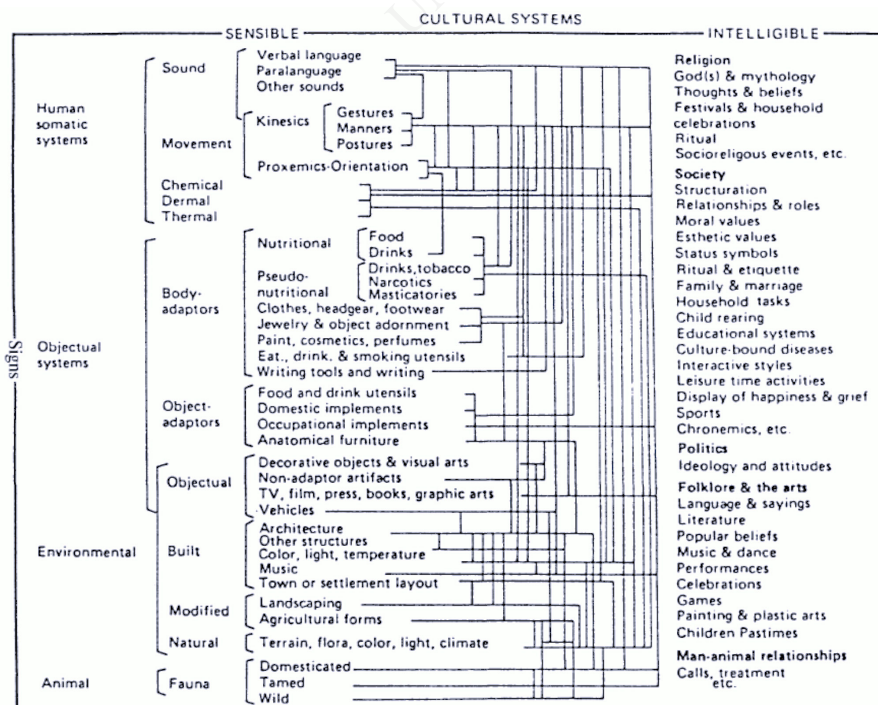 CULTURAL SYSTEMS
SENSIBLE
INTELLIGIBLE
Signs
Human
somatic
systems
Sound
Verbal language
Paralanguage
Other sounds
Movement
Kinesics
Gestures
Manners
Postures
Proxemics-Orientation
Chemical
Dermal
Thermal
Objectual
systems
Body-
adaptors
Nutritional
Food
Drinks
Pseudo-
nutritional
Drinks,tobacco
Narcotics
Masticatories
Clothes, headgear, footwear
Jewelry & object adornment
Paint, cosmetics, perfumes
Eat., drink. & smoking utensils
Writing tools and writing
Object-
adaptors
Food and drink utensils
Domestic implements
Occupational implements
Anatomical furniture
Environmental
Objectual
Decorative objects & visual arts
Non-adaptor artifacts
TV, film, press, books, graphic arts
Vehicles
Built
Architecture
Other structures
Color, light, temperature
Music
Town or settlement layout
Modified
Landscaping
Agricultural forms
Natural
Terrain, flora, color, light, climate
Animal
Fauna
Domesticated
Tamed
Wild
Religion
God(s) & mythology
Thoughts & beliefs
Festivals & household
celebrations
Ritual
Socioreligous events, etc.
Society
Structuration
Relationships & roles
Moral values
Esthetic values
Status symbols
Ritual & etiquette
Family & marriage
Household tasks
Child rearing
Educational systems
Culture-bound diseases
Interactive styles
Leisure time activities
Display of happiness & grief
Sports
Chronemics, etc.
Politics
Ideology and attitudes
Folklore & the arts
Language & sayings
Literature
Popular beliefs
Music & dance
Performances
Celebrations
Games
Painting & plastic arts
Children Pastimes
Man-animal relationships
Calls, treatment
etc.